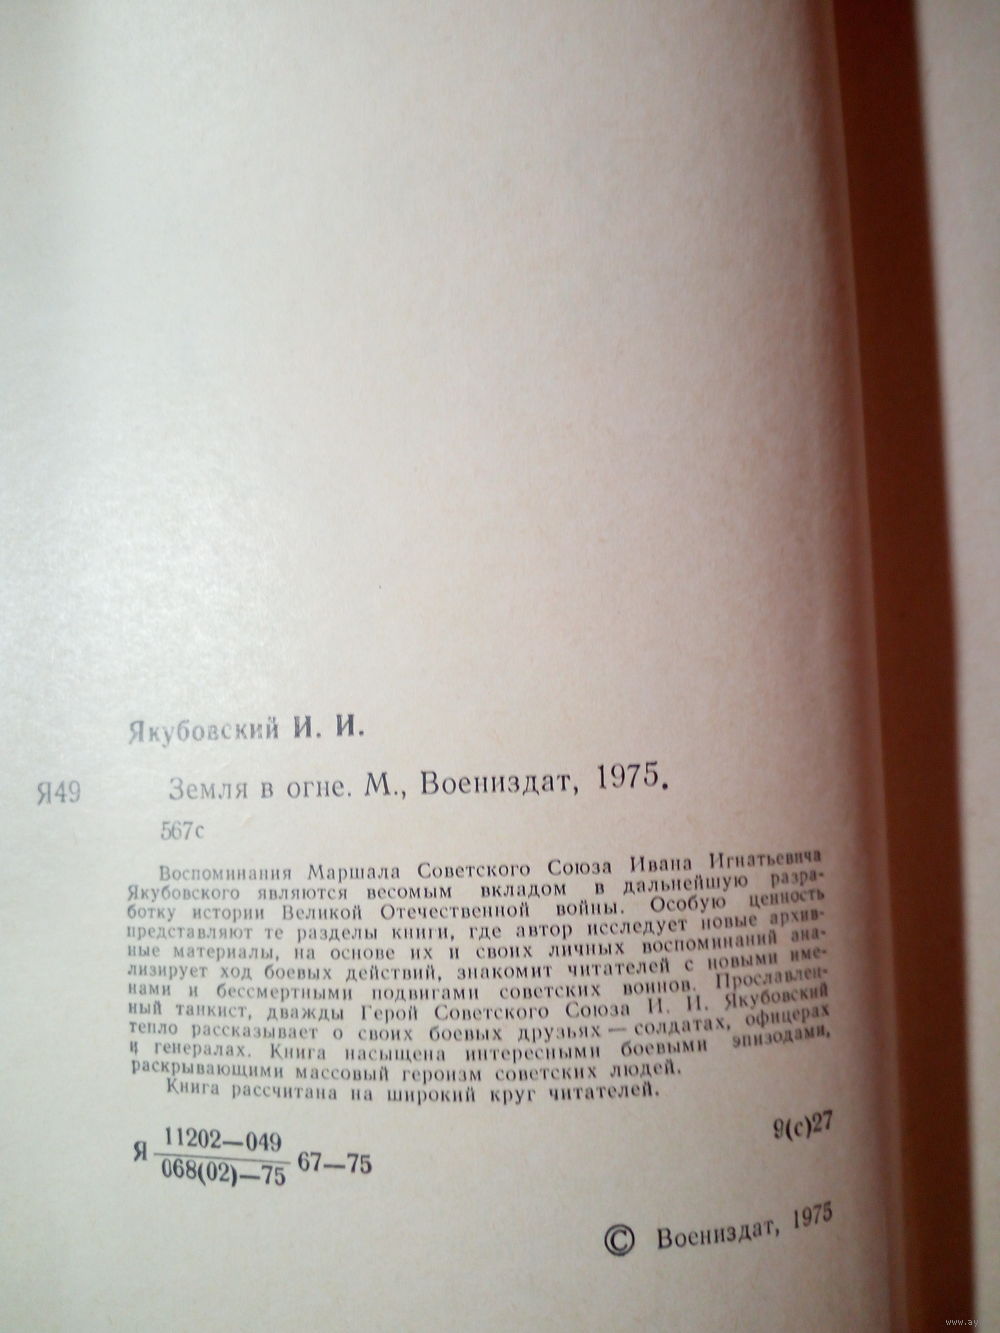 Якубовский И. И.
Я49 Земля в огне. М., Воениздат, 1975.
567с
Воспоминания Маршала Советского Союза Ивана Игнатьевича
Якубовского являются весомым вкладом в дальнейшую разра-
ботку истории Великой Отечественной войны. Особую ценность
представляют те разделы книги, где автор исследует новые архив-
ные материалы, на основе их и своих личных воспоминаний ана-
лизирует ход боевых действий, знакомит читателей с новыми име-
нами и бессмертными подвигами советских воинов. Прославлен-
ный танкист, дважды Герой Советского Союза И. И. Якубовский
тепло рассказывает о своих боевых друзьях — солдатах, офицерах
и генералах. Книга насыщена интересными боевыми эпизодами,
раскрывающими массовый героизм советских людей.
Книга рассчитана на широкий круг читателей.
Я 11202—049
068(02)—75 67—75
9(с)27
© Воениздат, 1975
www.ay